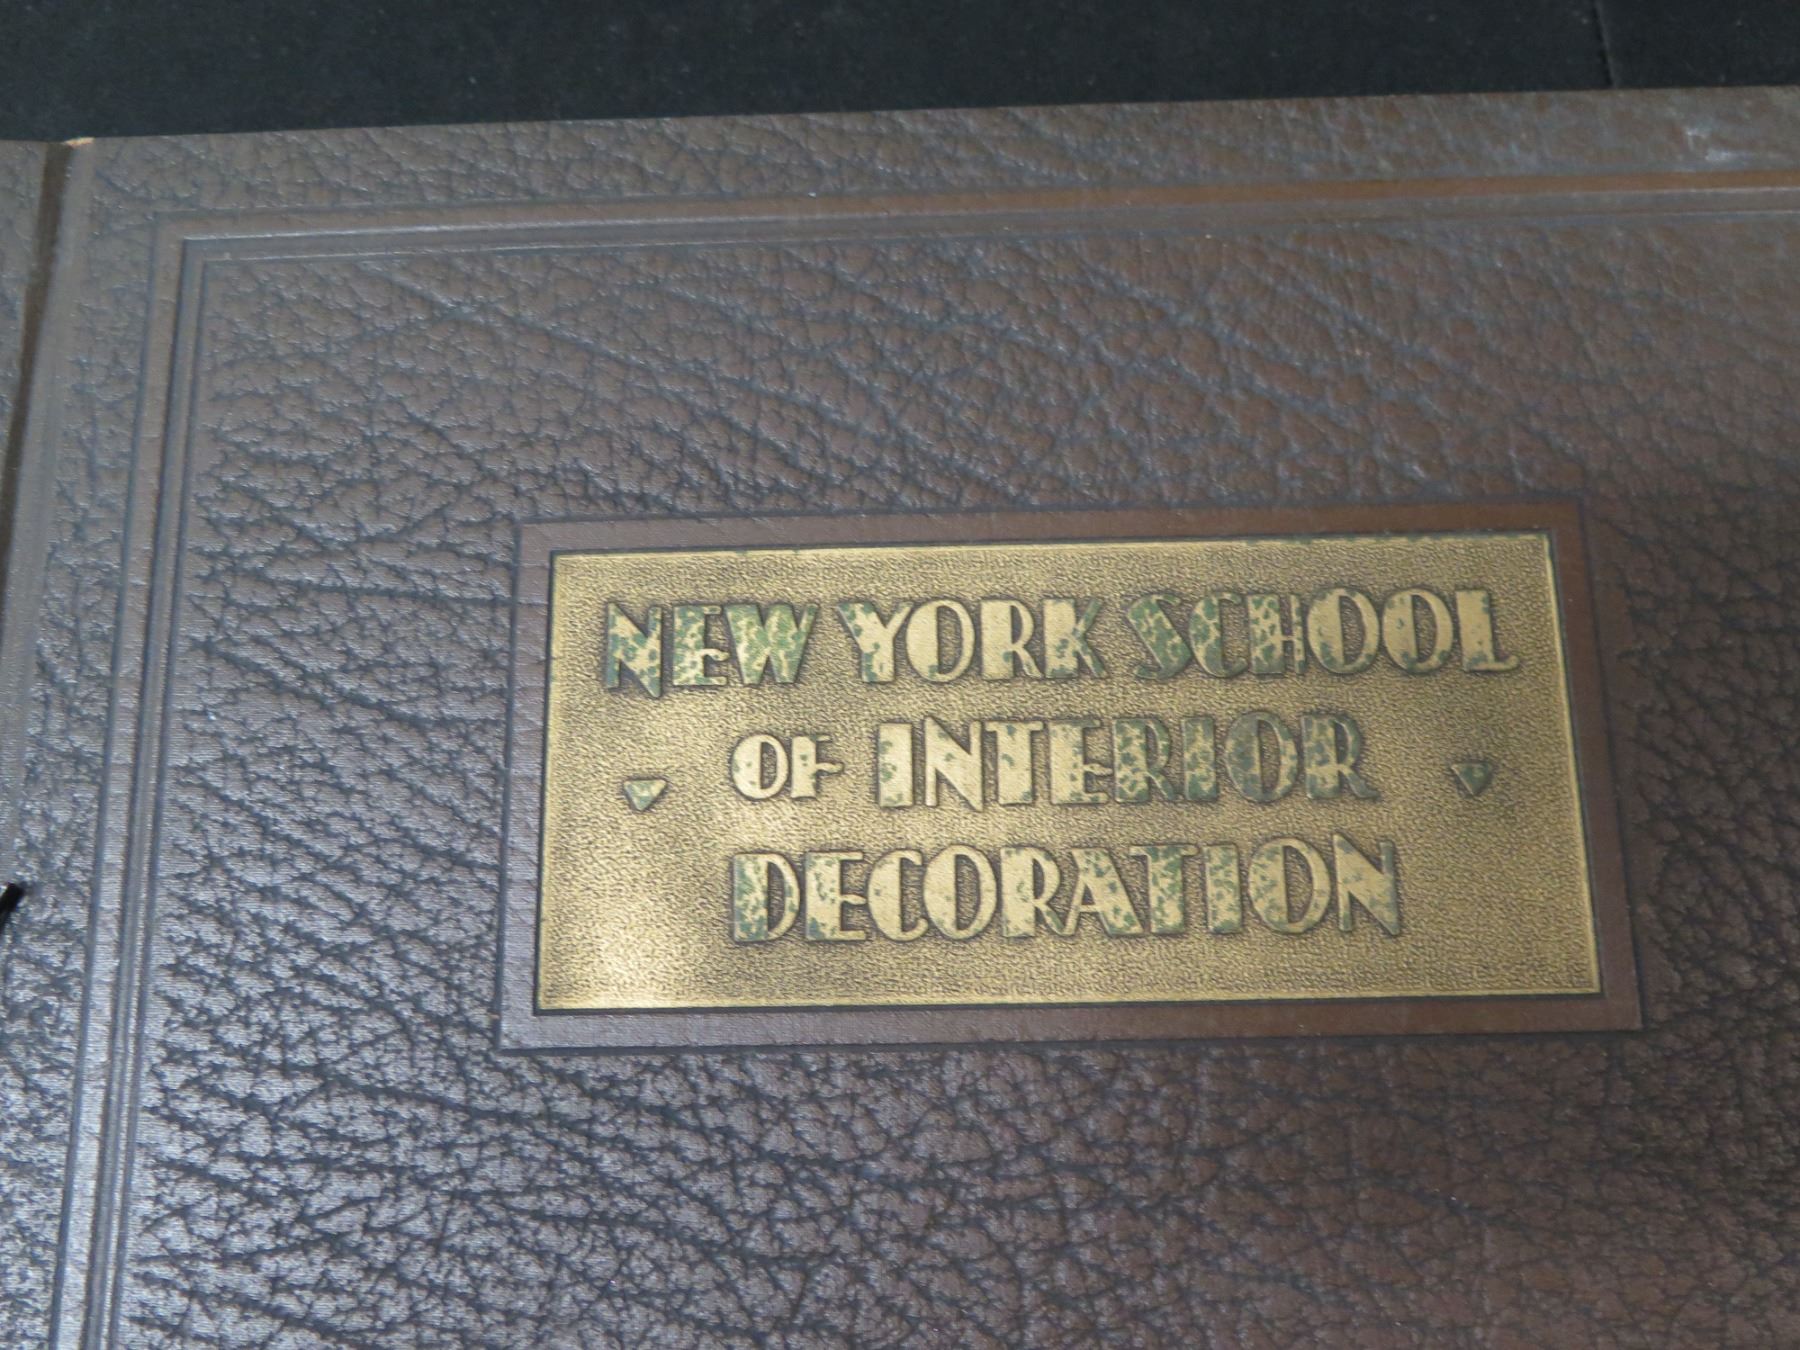 NEW YORK SCHOOL
OF INTERIOR
DECORATION